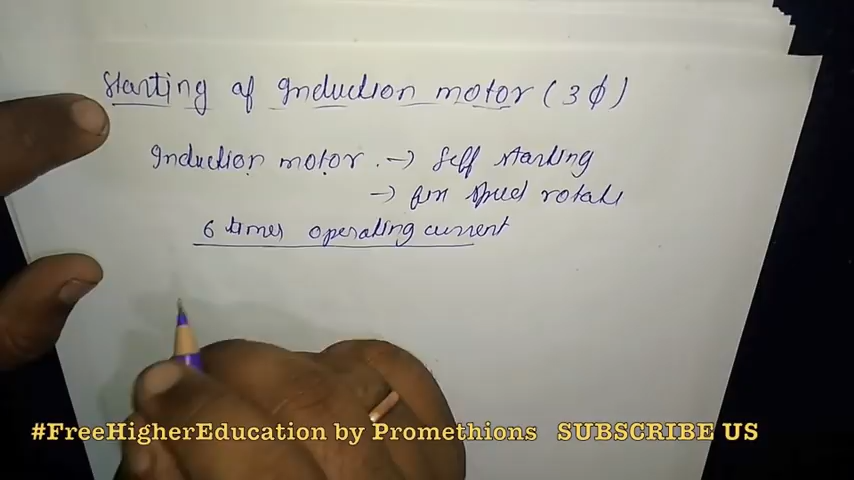 Starting of Induction motor (3φ)
Induction motor → Self starting
→ fix speed rotate
6 times operating current
#FreeHigherEducation by Promethions SUBSCRIBE US